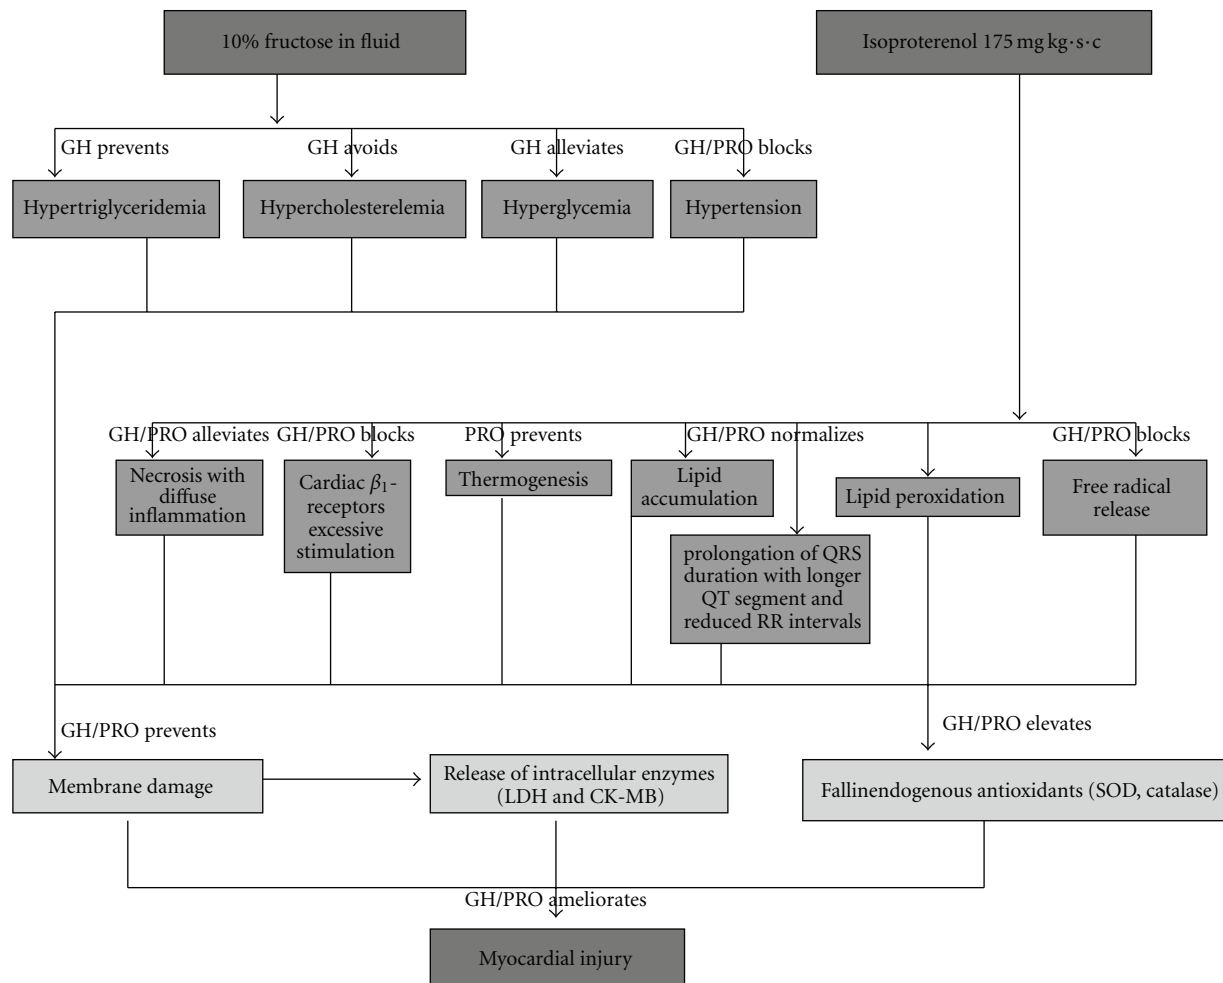 10% fructose in fluid
Isoproterenol 175 mg kg·s·c
GH prevents
GH avoids
GH alleviates
GH/PRO blocks
Hypertriglyceridemia
Hypercholesterelemia
Hyperglycemia
Hypertension
GH/PRO alleviates
GH/PRO blocks
PRO prevents
GH/PRO normalizes
GH/PRO blocks
Necrosis with
diffuse
inflammation
Cardiac β₁-
receptors
excessive
stimulation
Thermogenesis
Lipid
accumulation
prolongation of QRS
duration with longer
QT segment and
reduced RR intervals
Lipid peroxidation
Free radical
release
GH/PRO prevents
GH/PRO elevates
Membrane damage
Release of intracellular enzymes
(LDH and CK-MB)
Fallinendogenous antioxidants (SOD, catalase)
GH/PRO ameliorates
Myocardial injury